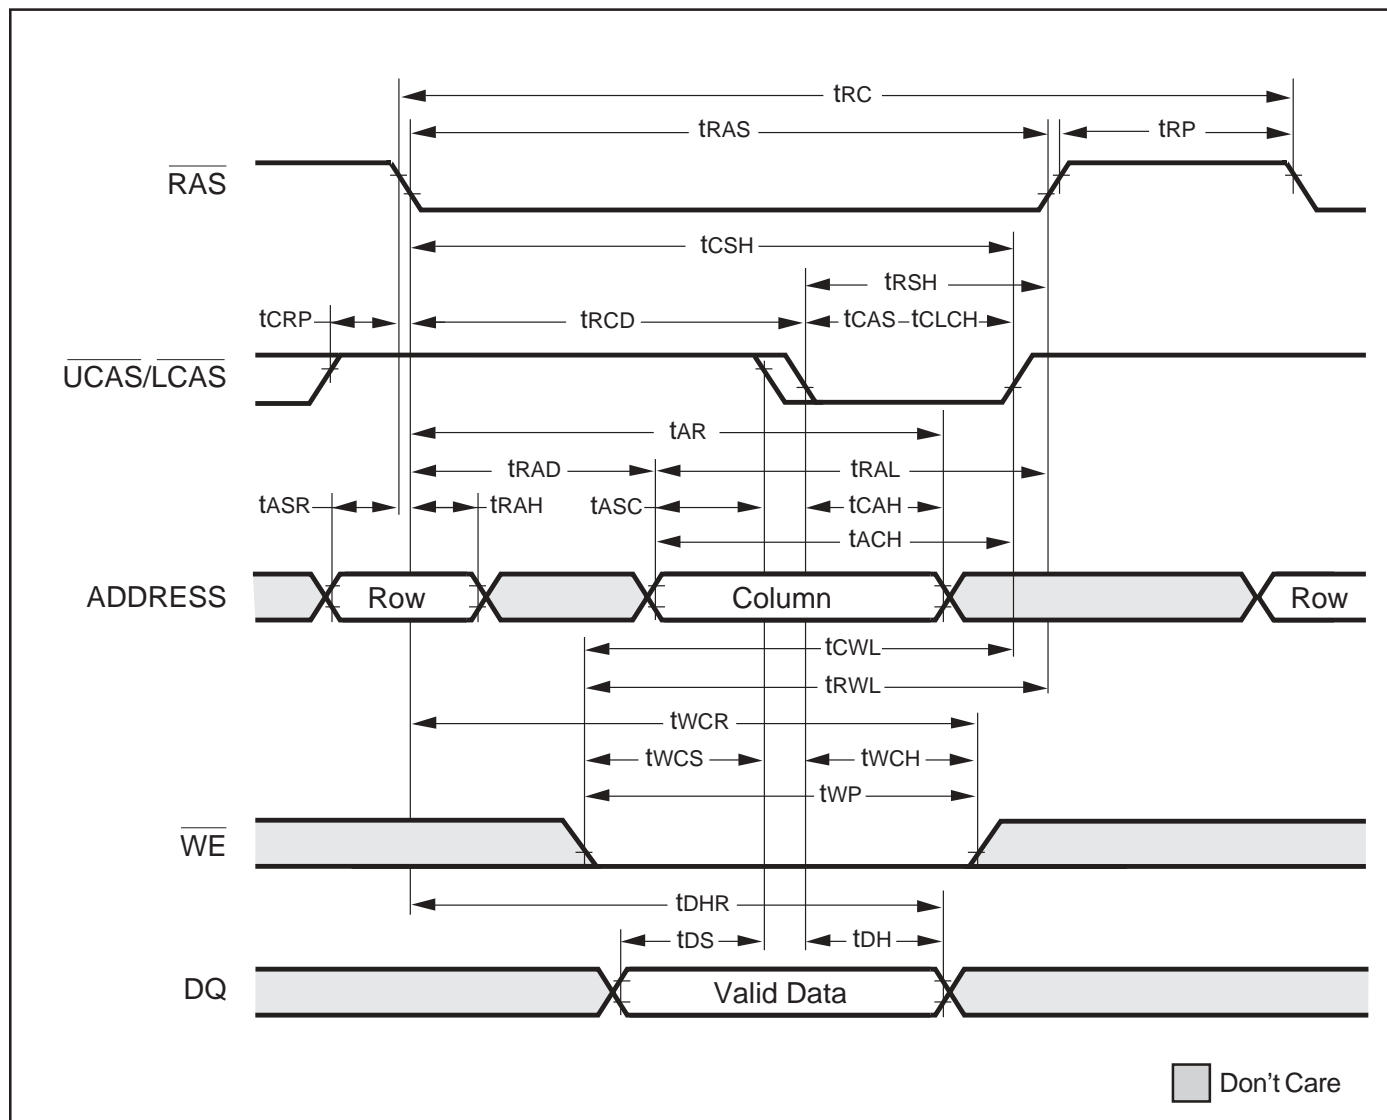 tRC
tRAS
tRP
RAS
tCSH
tRSH
tCRP
tRCD
tCAS–tCLCH
UCAS/LCAS
tAR
tRAD
tRAL
tASR
tRAH
tASC
tCAH
tACH
ADDRESS
Row
Column
Row
tCWL
tRWL
tWCR
tWCS
tWCH
tWP
WE
tDHR
tDS
tDH
DQ
Valid Data
Don't Care